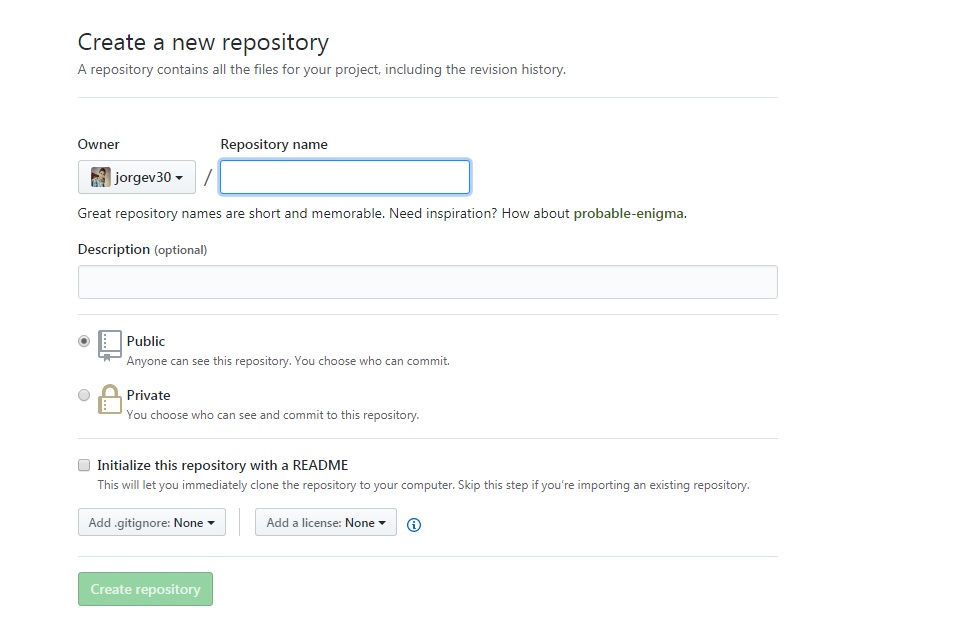 Create a new repository
A repository contains all the files for your project, including the revision history.
Owner
Repository name
jorgev30
/
Great repository names are short and memorable. Need inspiration? How about probable-enigma.
Description (optional)
Public
Anyone can see this repository. You choose who can commit.
Private
You choose who can see and commit to this repository.
Initialize this repository with a README
This will let you immediately clone the repository to your computer. Skip this step if you’re importing an existing repository.
Add .gitignore: None
Add a license: None
Create repository